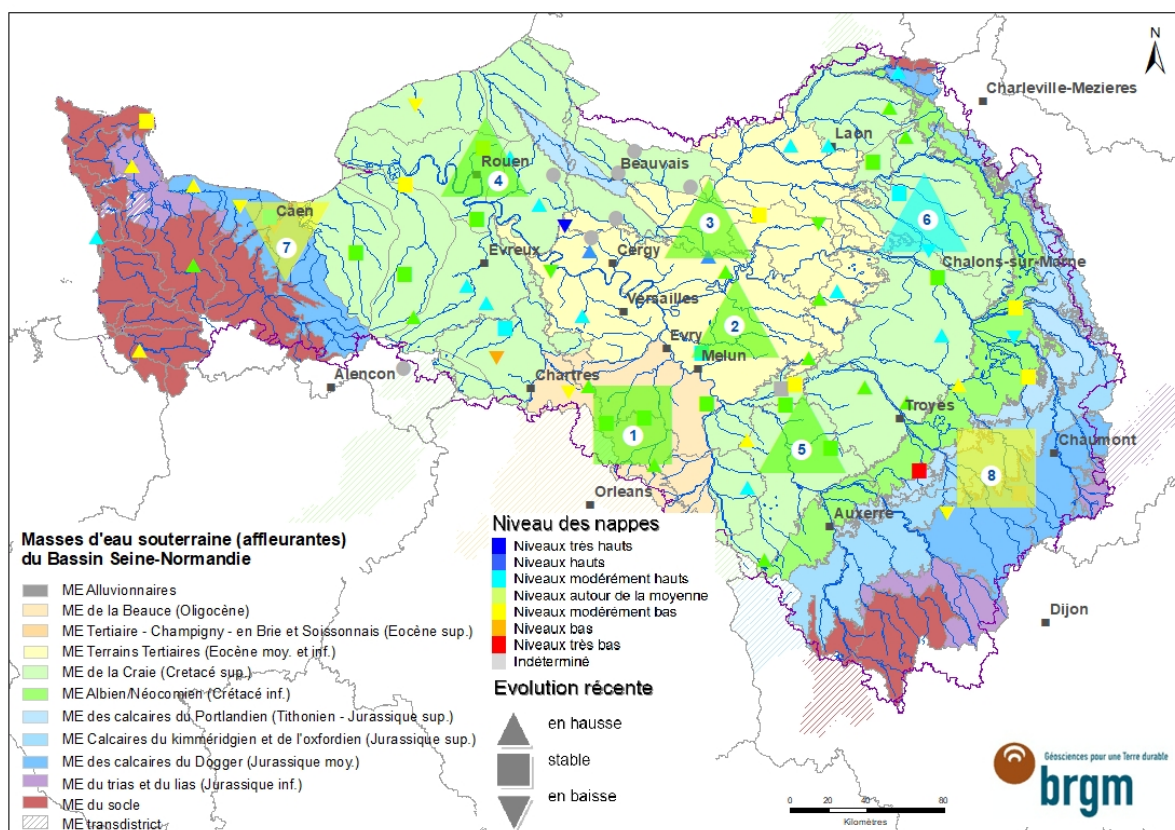 N
Charleville-Mezieres
Laon
Rouen
Beauvais
4
3
6
Caen
7
Evreux
Cergy
Chalons-sur-Marne
Versailles
2
Evry
Melun
Alencon
Chartres
Troyes
1
5
Chaumont
8
Orleans
Auxerre
Dijon
Masses d'eau souterraine (affleurantes)
du Bassin Seine-Normandie
ME Alluvionnaires
ME de la Beauce (Oligocène)
ME Tertiaire - Champigny - en Brie et Soissonnais (Eocène sup.)
ME Terrains Tertiaires (Eocène moy. et inf.)
ME de la Craie (Cretacé sup.)
ME Albien/Néocomien (Crétacé inf.)
ME des calcaires du Portlandien (Tithonien - Jurassique sup.)
ME Calcaires du kimméridgien et de l'oxfordien (Jurassique sup.)
ME des calcaires du Dogger (Jurassique moy.)
ME du trias et du lias (Jurassique inf.)
ME du socle
ME transdistrict
Niveau des nappes
Niveaux très hauts
Niveaux hauts
Niveaux modérément hauts
Niveaux autour de la moyenne
Niveaux modérément bas
Niveaux bas
Niveaux très bas
Indéterminé
Evolution récente
en hausse
stable
en baisse
0 20 40 80
Kilomètres
Géosciences pour une Terre durable
brgm